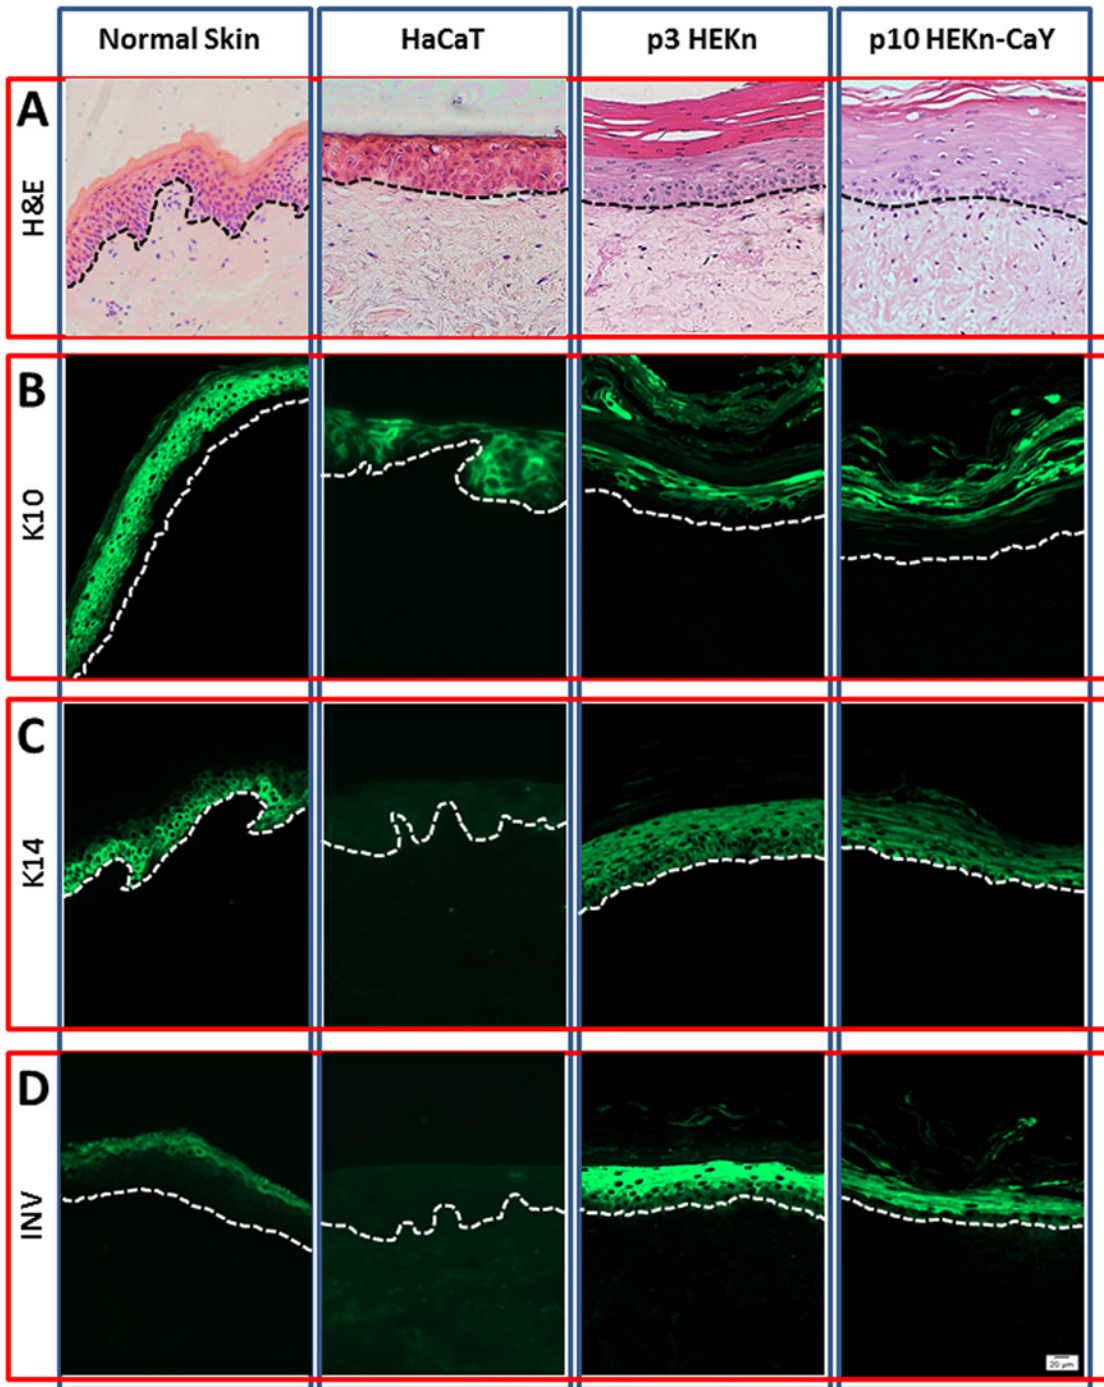 Normal Skin HaCaT p3 HEKn p10 HEKn-CaY
A
H&E
B
K10
C
K14
D
INV
20 μm